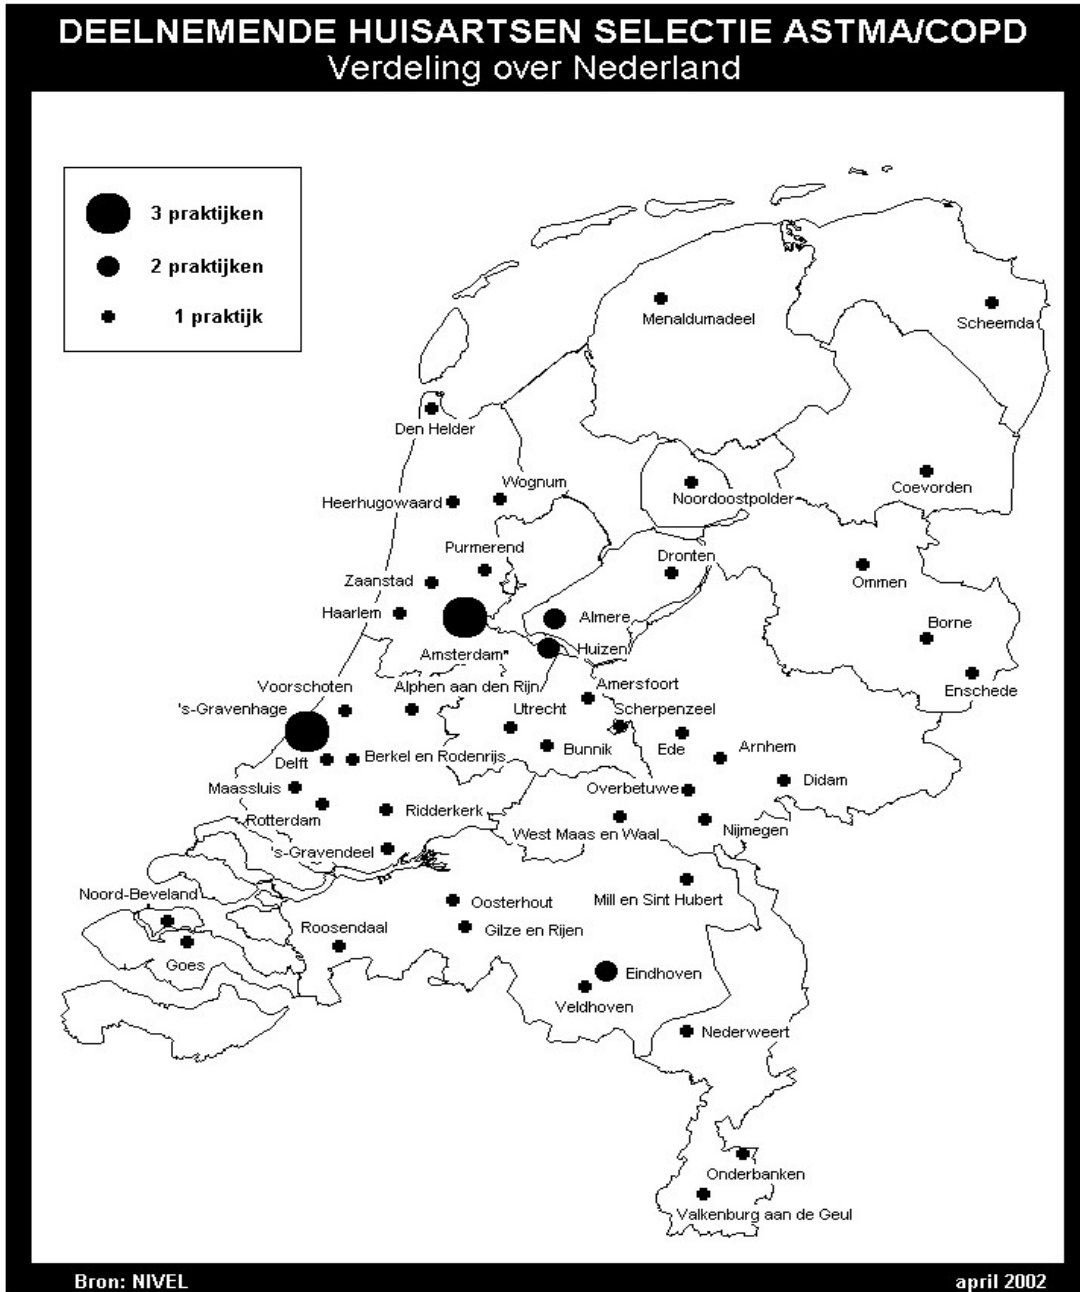 DEELNEMENDE HUISARTSEN SELECTIE ASTMA/COPD
Verdeling over Nederland
3 praktijken
2 praktijken
1 praktijk
Menaldumadeel
Scheemda
Den Helder
Wognum
Heerhugowaard
Noordoostpolder
Coevorden
Purmerend
Dronten
Zaanstad
Ommen
Haarlem
Almere
Borne
Amsterdam*
Huizen
Enschede
Voorschoten
Alphen aan den Rijn
Amersfoort
's-Gravenhage
Utrecht
Scherpenzeel
Delft
Berkel en Rodenrijs
Bunnik
Ede
Arnhem
Maassluis
Overbetuwe
Didam
Rotterdam
Ridderkerk
West Maas en Waal
Nijmegen
's-Gravendeel
Noord-Beveland
Oosterhout
Mill en Sint Hubert
Roosendaal
Gilze en Rijen
Goes
Eindhoven
Veldhoven
Nederweert
Onderbanken
Valkenburg aan de Geul
Bron: NIVEL
april 2002